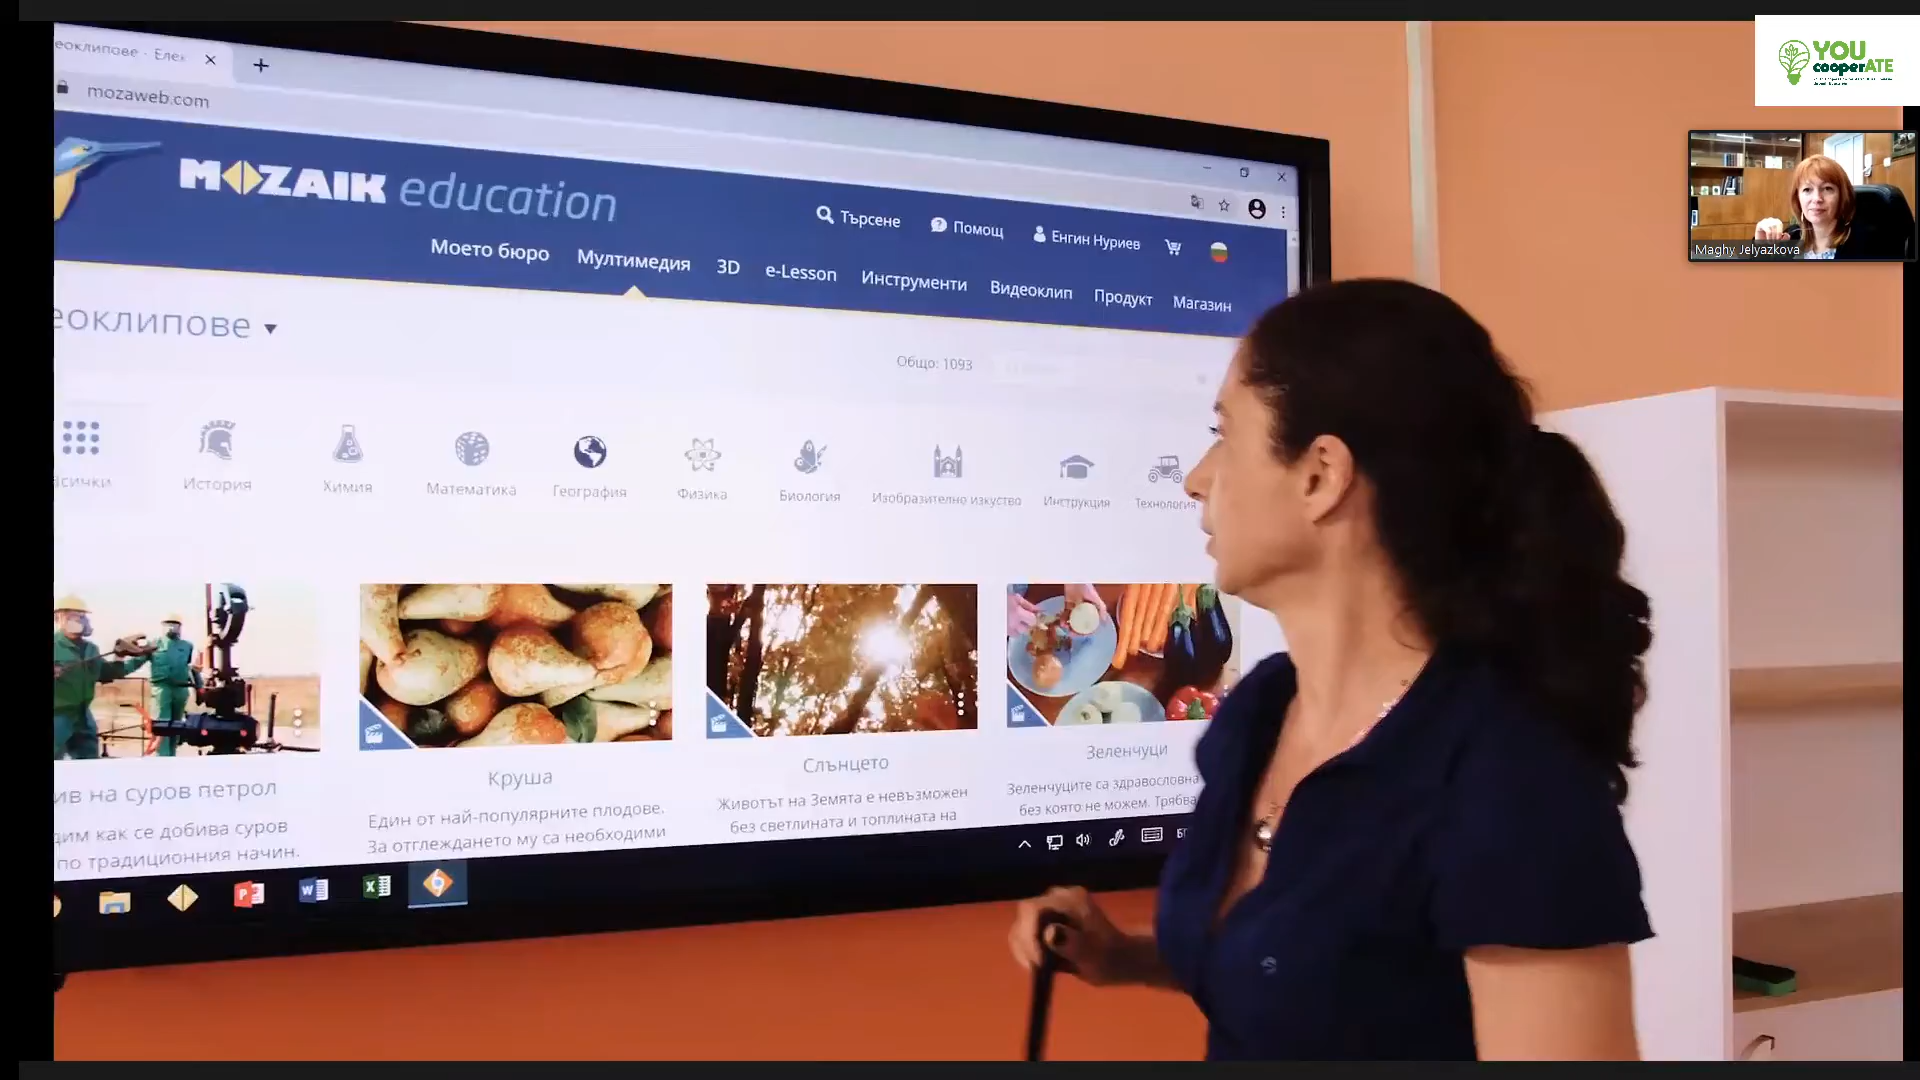 YOU
cooperATE
Maghy Jelyazkova
еоклипове - Елек
mozaweb.com
MOZAIK education
Търсене
Помощ
Енгин Нуриев
Моето бюро
Мултимедия
3D
e-Lesson
Инструменти
Видеоклип
Продукт
Магазин
еоклипове
Общо: 1093
сички
История
Химия
Математика
География
Физика
Биология
Изобразително изкуство
Инструкция
Технология
ив на суров петрол
дим как се добива суров
по традиционния начин.
Круша
Един от най-популярните плодове.
За отглеждането му са необходими
Слънцето
Животът на Земята е невъзможен
без светлината и топлината на
Зеленчуци
Зеленчуците са здравословна
без която не можем. Трябва